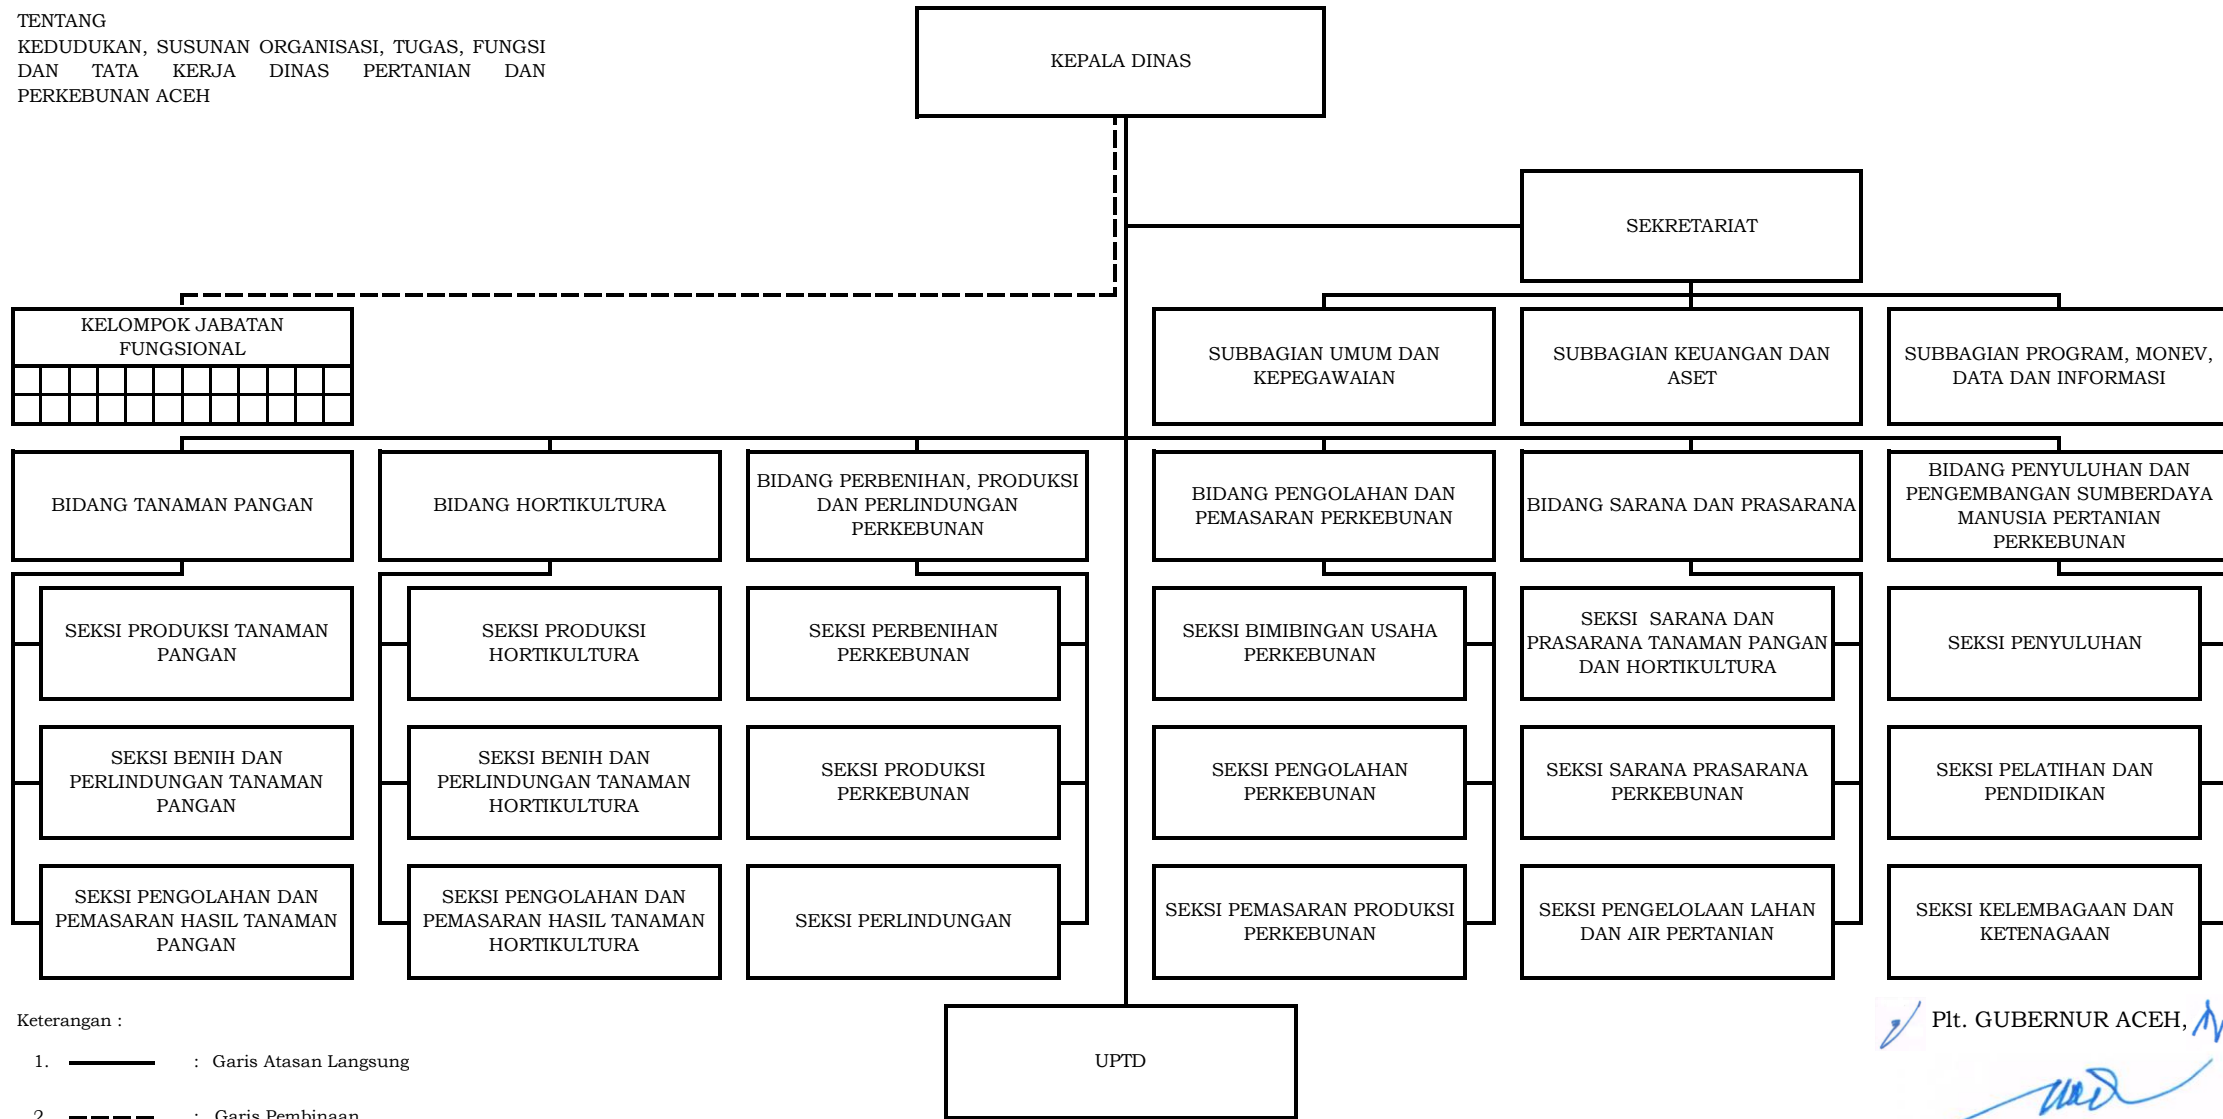 TENTANG
KEDUDUKAN, SUSUNAN ORGANISASI, TUGAS, FUNGSI
DAN TATA KERJA DINAS PERTANIAN DAN
PERKEBUNAN ACEH
KEPALA DINAS
SEKRETARIAT
KELOMPOK JABATAN
FUNGSIONAL
SUBBAGIAN UMUM DAN
KEPEGAWAIAN
SUBBAGIAN KEUANGAN DAN
ASET
SUBBAGIAN PROGRAM, MONEV,
DATA DAN INFORMASI
BIDANG TANAMAN PANGAN
BIDANG HORTIKULTURA
BIDANG PERBENIHAN, PRODUKSI
DAN PERLINDUNGAN
PERKEBUNAN
BIDANG PENGOLAHAN DAN
PEMASARAN PERKEBUNAN
BIDANG SARANA DAN PRASARANA
BIDANG PENYULUHAN DAN
PENGEMBANGAN SUMBERDAYA
MANUSIA PERTANIAN
PERKEBUNAN
SEKSI PRODUKSI TANAMAN
PANGAN
SEKSI PRODUKSI
HORTIKULTURA
SEKSI PERBENIHAN
PERKEBUNAN
SEKSI BIMIBINGAN USAHA
PERKEBUNAN
SEKSI SARANA DAN
PRASARANA TANAMAN PANGAN
DAN HORTIKULTURA
SEKSI PENYULUHAN
SEKSI BENIH DAN
PERLINDUNGAN TANAMAN
PANGAN
SEKSI BENIH DAN
PERLINDUNGAN TANAMAN
HORTIKULTURA
SEKSI PRODUKSI
PERKEBUNAN
SEKSI PENGOLAHAN
PERKEBUNAN
SEKSI SARANA PRASARANA
PERKEBUNAN
SEKSI PELATIHAN DAN
PENDIDIKAN
SEKSI PENGOLAHAN DAN
PEMASARAN HASIL TANAMAN
PANGAN
SEKSI PENGOLAHAN DAN
PEMASARAN HASIL TANAMAN
HORTIKULTURA
SEKSI PERLINDUNGAN
SEKSI PEMASARAN PRODUKSI
PERKEBUNAN
SEKSI PENGELOLAAN LAHAN
DAN AIR PERTANIAN
SEKSI KELEMBAGAAN DAN
KETENAGAAN
UPTD
Keterangan :
1. : Garis Atasan Langsung
2. : Garis Pembinaan
Plt. GUBERNUR ACEH,